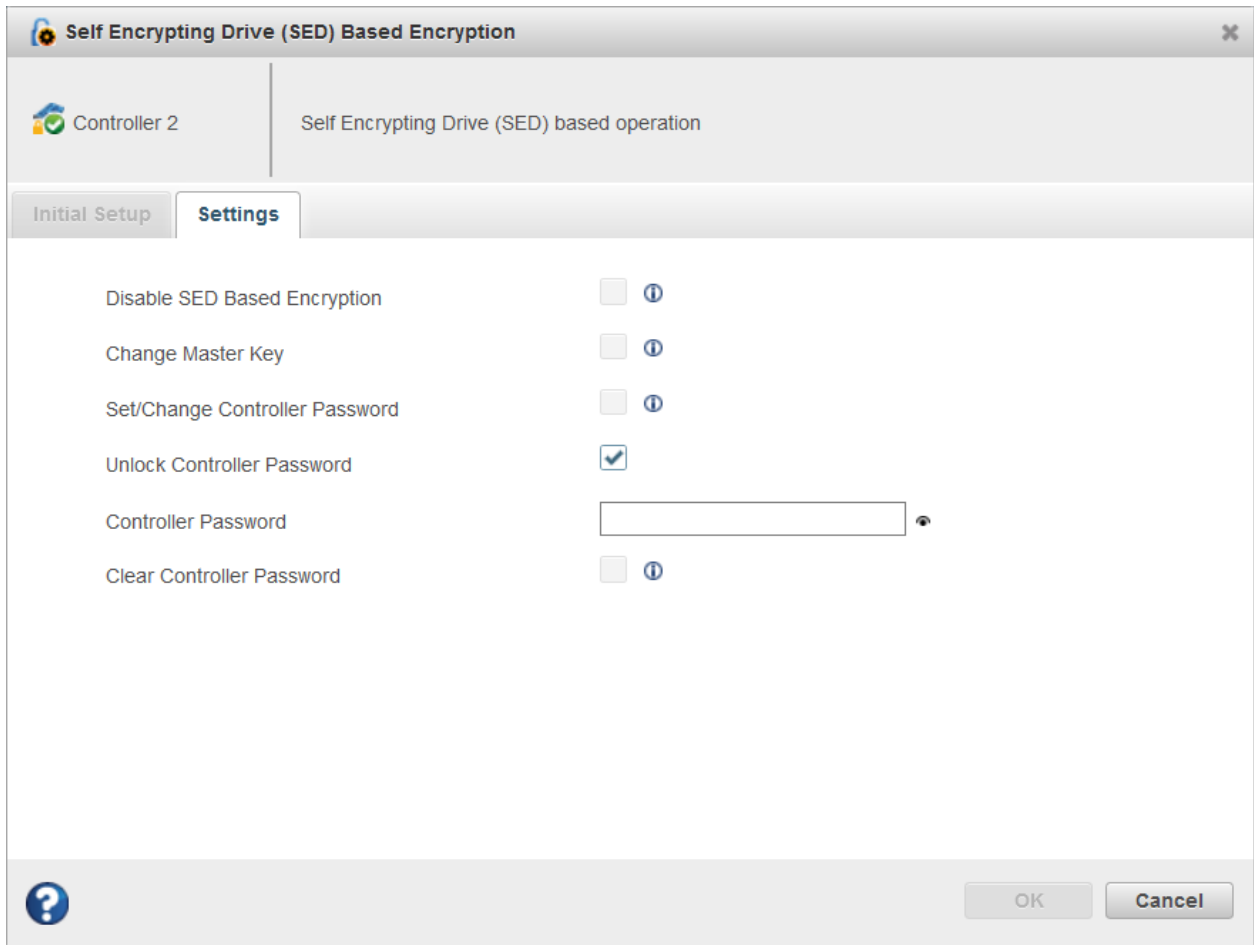 Self Encrypting Drive (SED) Based Encryption
Controller 2
Self Encrypting Drive (SED) based operation
Initial Setup
Settings
Disable SED Based Encryption
Change Master Key
Set/Change Controller Password
Unlock Controller Password
Controller Password
Clear Controller Password
OK
Cancel